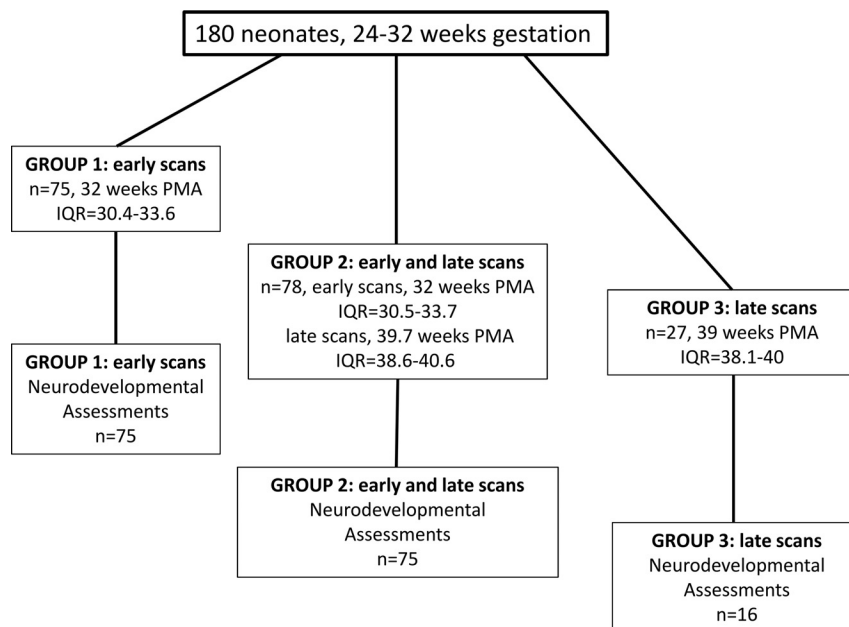 180 neonates, 24-32 weeks gestation
GROUP 1: early scans
n=75, 32 weeks PMA
IQR=30.4-33.6
GROUP 2: early and late scans
n=78, early scans, 32 weeks PMA
IQR=30.5-33.7
late scans, 39.7 weeks PMA
IQR=38.6-40.6
GROUP 3: late scans
n=27, 39 weeks PMA
IQR=38.1-40
GROUP 1: early scans
Neurodevelopmental
Assessments
n=75
GROUP 2: early and late scans
Neurodevelopmental
Assessments
n=75
GROUP 3: late scans
Neurodevelopmental
Assessments
n=16